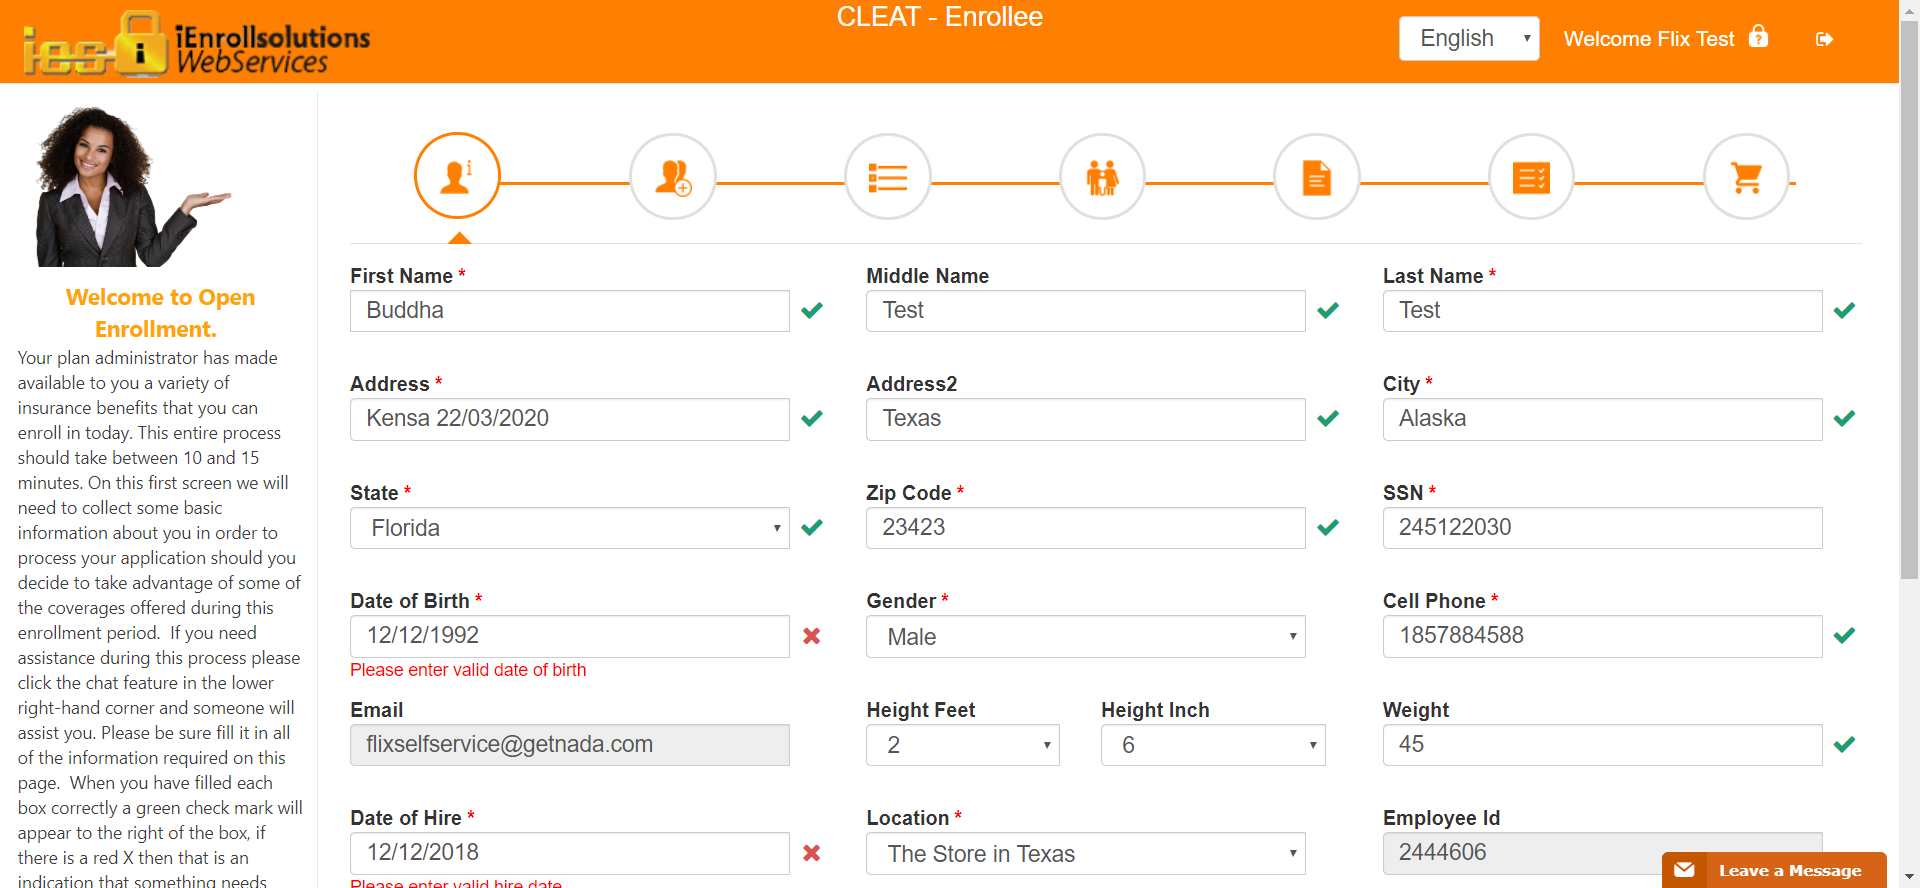 CLEAT - Enrollee
ies i iEnrollsolutions
WebServices
English
Welcome Flix Test
Welcome to Open
Enrollment.
Your plan administrator has made
available to you a variety of
insurance benefits that you can
enroll in today. This entire process
should take between 10 and 15
minutes. On this first screen we will
need to collect some basic
information about you in order to
process your application should you
decide to take advantage of some of
the coverages offered during this
enrollment period.  If you need
assistance during this process please
click the chat feature in the lower
right-hand corner and someone will
assist you. Please be sure fill it in all
of the information required on this
page.  When you have filled each
box correctly a green check mark will
appear to the right of the box, if
there is a red X then that is an
indication that something needs
First Name *
Buddha
Middle Name
Test
Last Name *
Test
Address *
Kensa 22/03/2020
Address2
Texas
City *
Alaska
State *
Florida
Zip Code *
23423
SSN *
245122030
Date of Birth *
12/12/1992
Please enter valid date of birth
Gender *
Male
Cell Phone *
1857884588
Email
flixselfservice@getnada.com
Height Feet
2
Height Inch
6
Weight
45
Date of Hire *
12/12/2018
Please enter valid hire date
Location *
The Store in Texas
Employee Id
2444606
Leave a Message